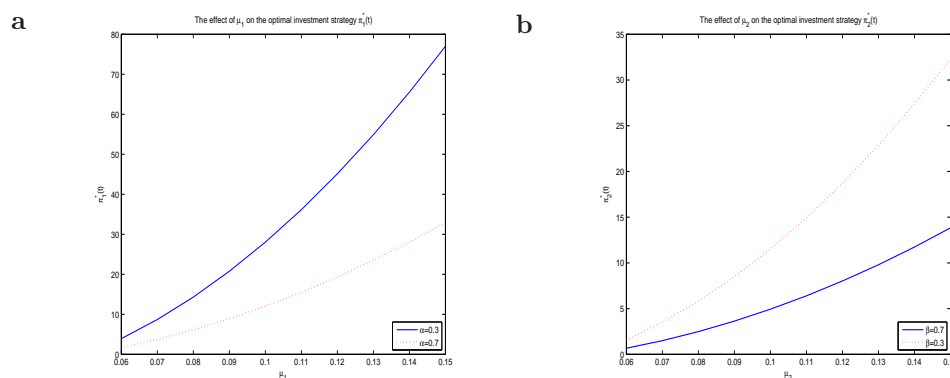 a
The effect of μ₁ on the optimal investment strategy π₁*(t)
80
70
60
50
40
30
20
10
0
π₁*(t)
0.06 0.07 0.08 0.09 0.1 0.11 0.12 0.13 0.14 0.15
μ₁
α=0.3
α=0.7
b
The effect of μ₂ on the optimal investment strategy π₂*(t)
35
30
25
20
15
10
5
0
π₂*(t)
0.06 0.07 0.08 0.09 0.1 0.11 0.12 0.13 0.14
β=0.7
β=0.3